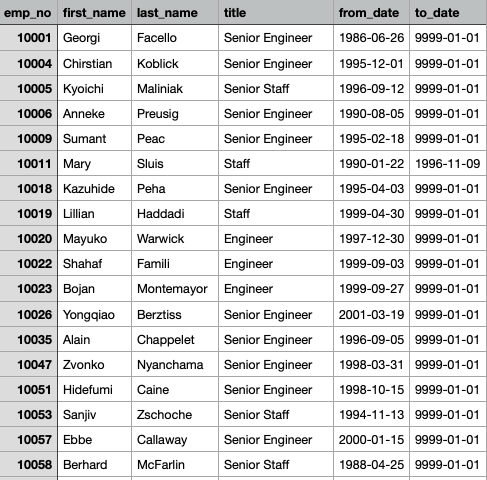 emp_no first_name last_name title from_date to_date
10001 Georgi Facello Senior Engineer 1986-06-26 9999-01-01
10004 Chirstian Koblick Senior Engineer 1995-12-01 9999-01-01
10005 Kyoichi Maliniak Senior Staff 1996-09-12 9999-01-01
10006 Anneke Preusig Senior Engineer 1990-08-05 9999-01-01
10009 Sumant Peac Senior Engineer 1995-02-18 9999-01-01
10011 Mary Sluis Staff 1990-01-22 1996-11-09
10018 Kazuhide Peha Senior Engineer 1995-04-03 9999-01-01
10019 Lillian Haddadi Staff 1999-04-30 9999-01-01
10020 Mayuko Warwick Engineer 1997-12-30 9999-01-01
10022 Shahaf Famili Engineer 1999-09-03 9999-01-01
10023 Bojan Montemayor Engineer 1999-09-27 9999-01-01
10026 Yongqiao Berztiss Senior Engineer 2001-03-19 9999-01-01
10035 Alain Chappelet Senior Engineer 1996-09-05 9999-01-01
10047 Zvonko Nyanchama Senior Engineer 1998-03-31 9999-01-01
10051 Hidefumi Caine Senior Engineer 1998-10-15 9999-01-01
10053 Sanjiv Zschoche Senior Staff 1994-11-13 9999-01-01
10057 Ebbe Callaway Senior Engineer 2000-01-15 9999-01-01
10058 Berhard McFarlin Senior Staff 1988-04-25 9999-01-01